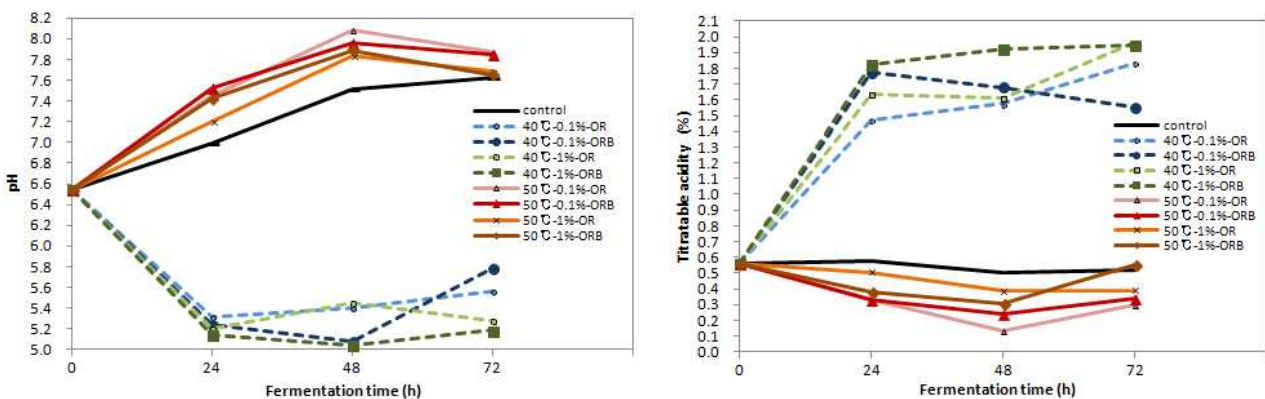 8.2
8.0
7.8
7.6
7.4
7.2
7.0
6.8
6.6
6.4
6.2
6.0
5.8
5.6
5.4
5.2
5.0
pH
0 24 48 72
Fermentation time (h)
control
40℃-0.1%-OR
40℃-0.1%-ORB
40℃-1%-OR
40℃-1%-ORB
50℃-0.1%-OR
50℃-0.1%-ORB
50℃-1%-OR
50℃-1%-ORB
2.1
2.0
1.9
1.8
1.7
1.6
1.5
1.4
1.3
1.2
1.1
1.0
0.9
0.8
0.7
0.6
0.5
0.4
0.3
0.2
0.1
0.0
Titratable acidity (%)
0 24 48 72
Fermentation time (h)
control
40℃-0.1%-OR
40℃-0.1%-ORB
40℃-1%-OR
40℃-1%-ORB
50℃-0.1%-OR
50℃-0.1%-ORB
50℃-1%-OR
50℃-1%-ORB